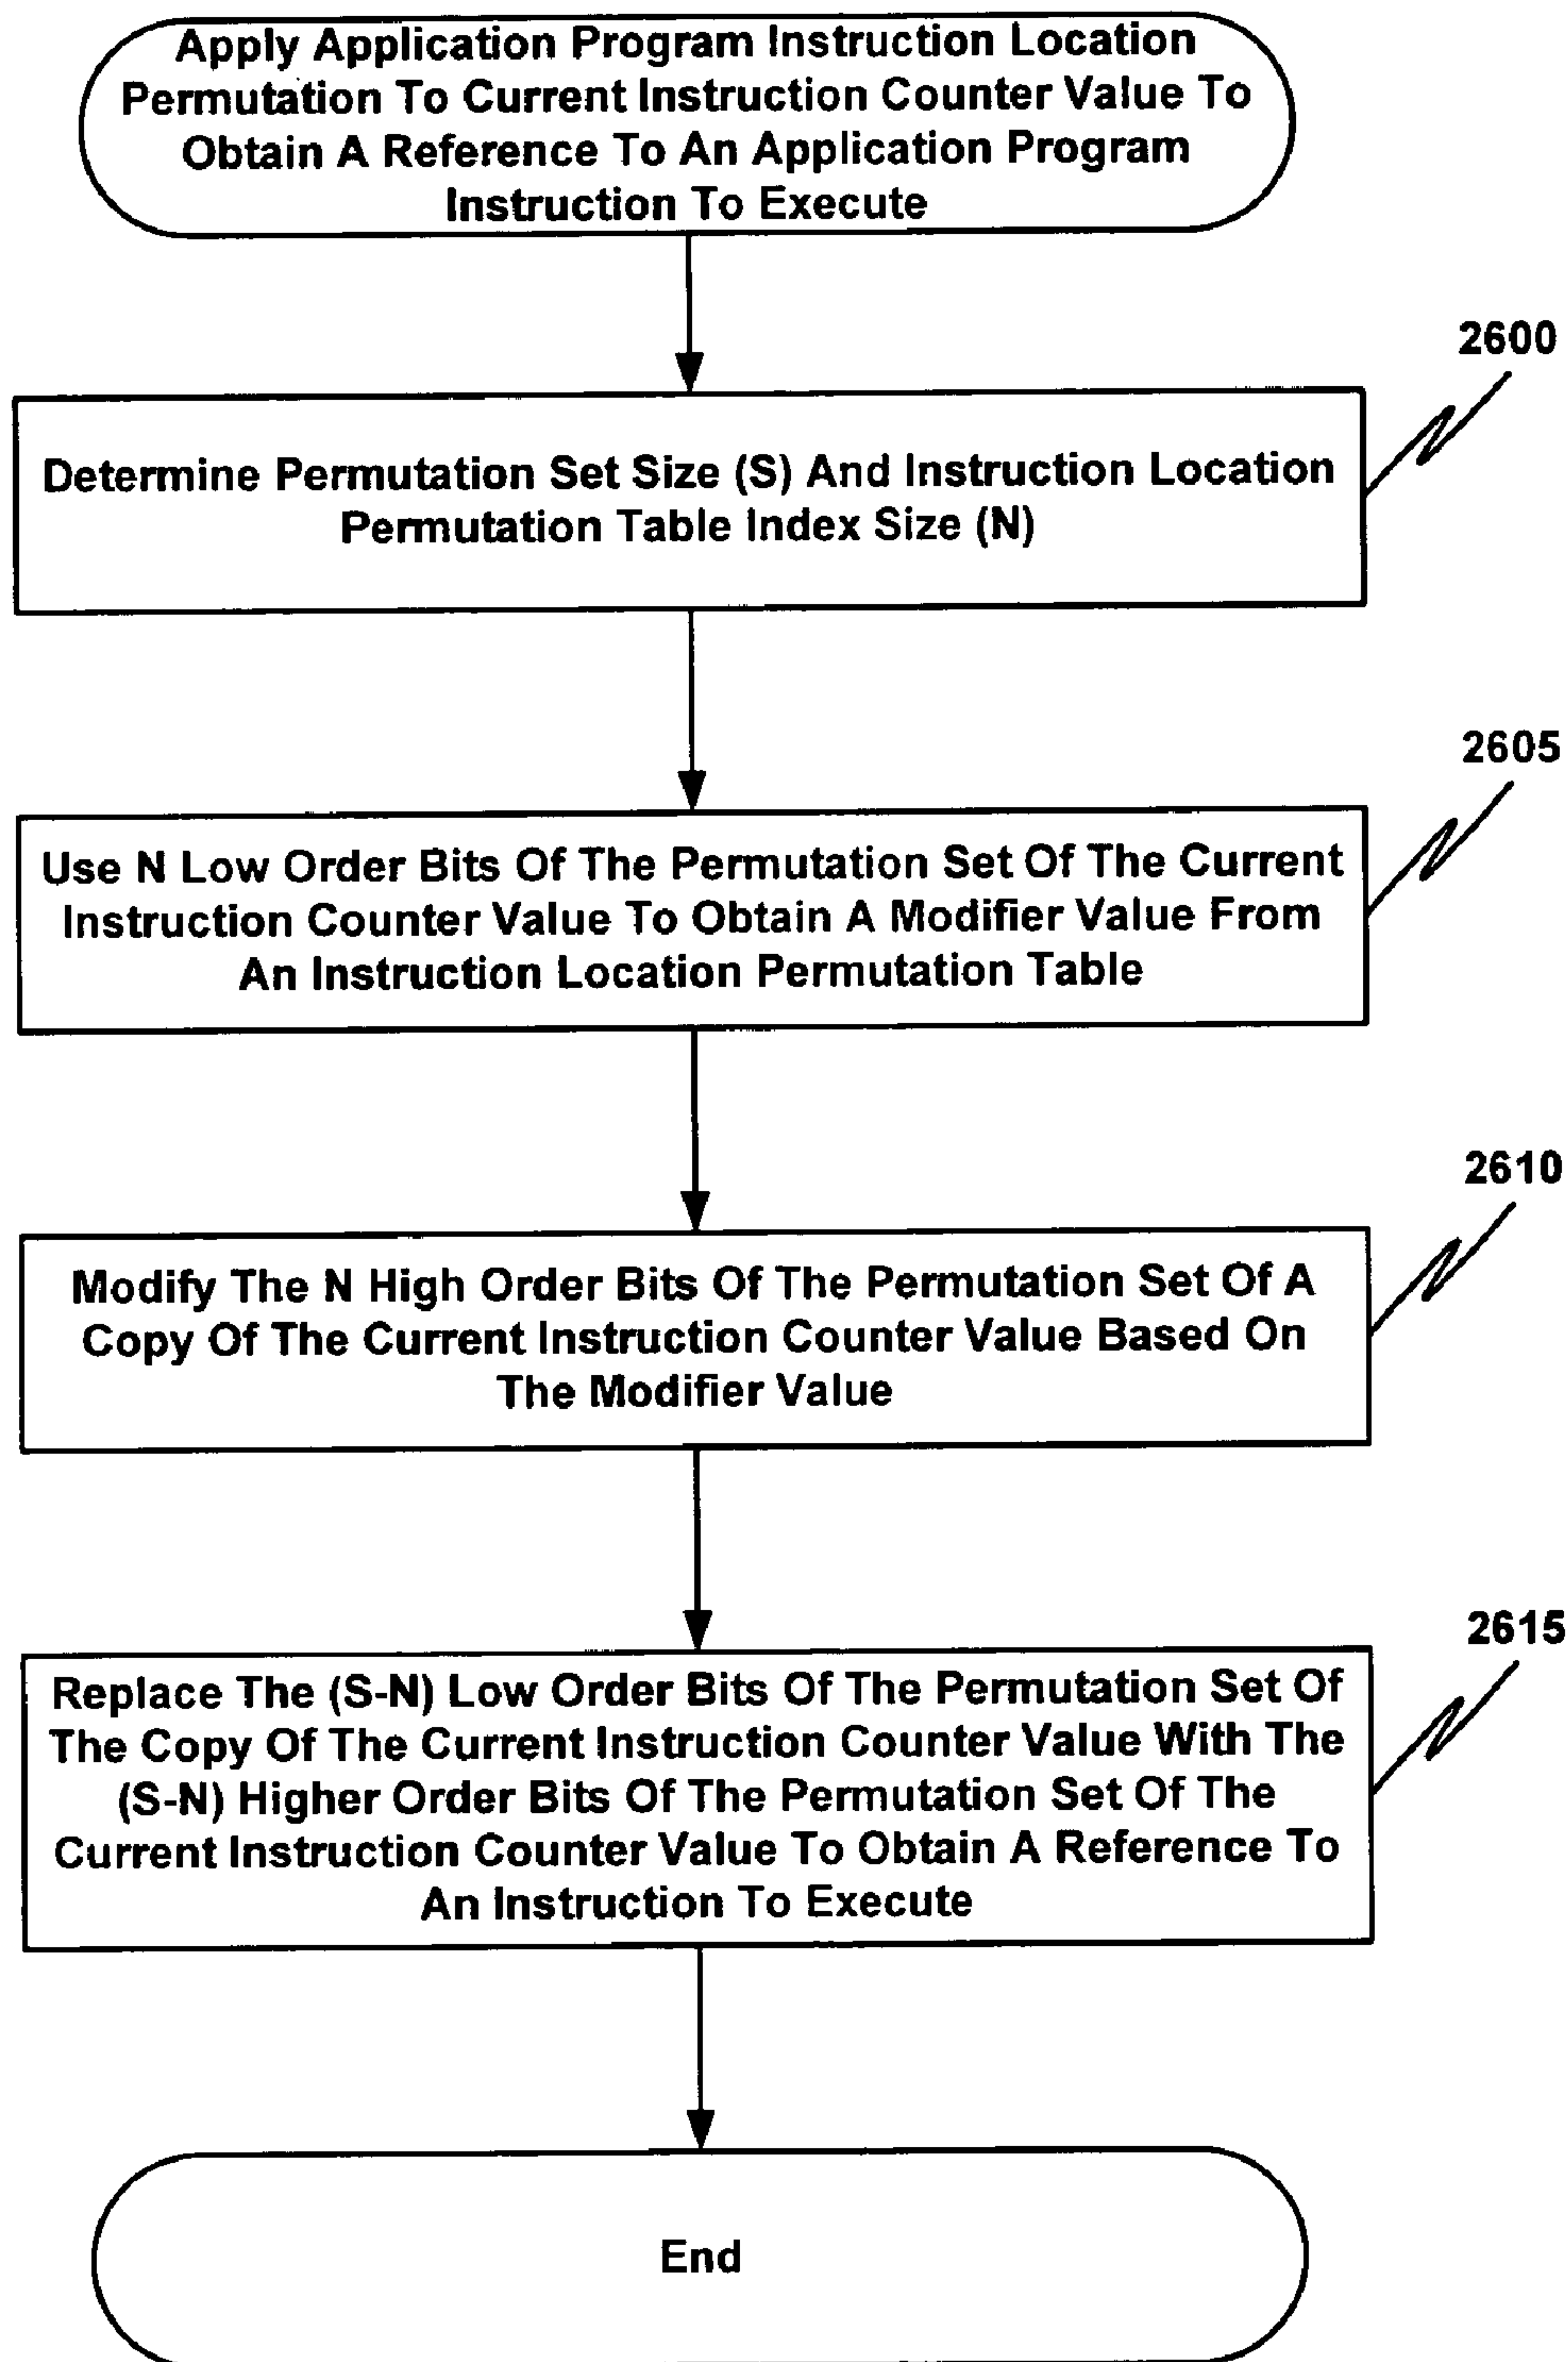 Apply Application Program Instruction Location
Permutation To Current Instruction Counter Value To
Obtain A Reference To An Application Program
Instruction To Execute
2600
Determine Permutation Set Size (S) And Instruction Location
Permutation Table Index Size (N)
2605
Use N Low Order Bits Of The Permutation Set Of The Current
Instruction Counter Value To Obtain A Modifier Value From
An Instruction Location Permutation Table
2610
Modify The N High Order Bits Of The Permutation Set Of A
Copy Of The Current Instruction Counter Value Based On
The Modifier Value
2615
Replace The (S-N) Low Order Bits Of The Permutation Set Of
The Copy Of The Current Instruction Counter Value With The
(S-N) Higher Order Bits Of The Permutation Set Of The
Current Instruction Counter Value To Obtain A Reference To
An Instruction To Execute
End